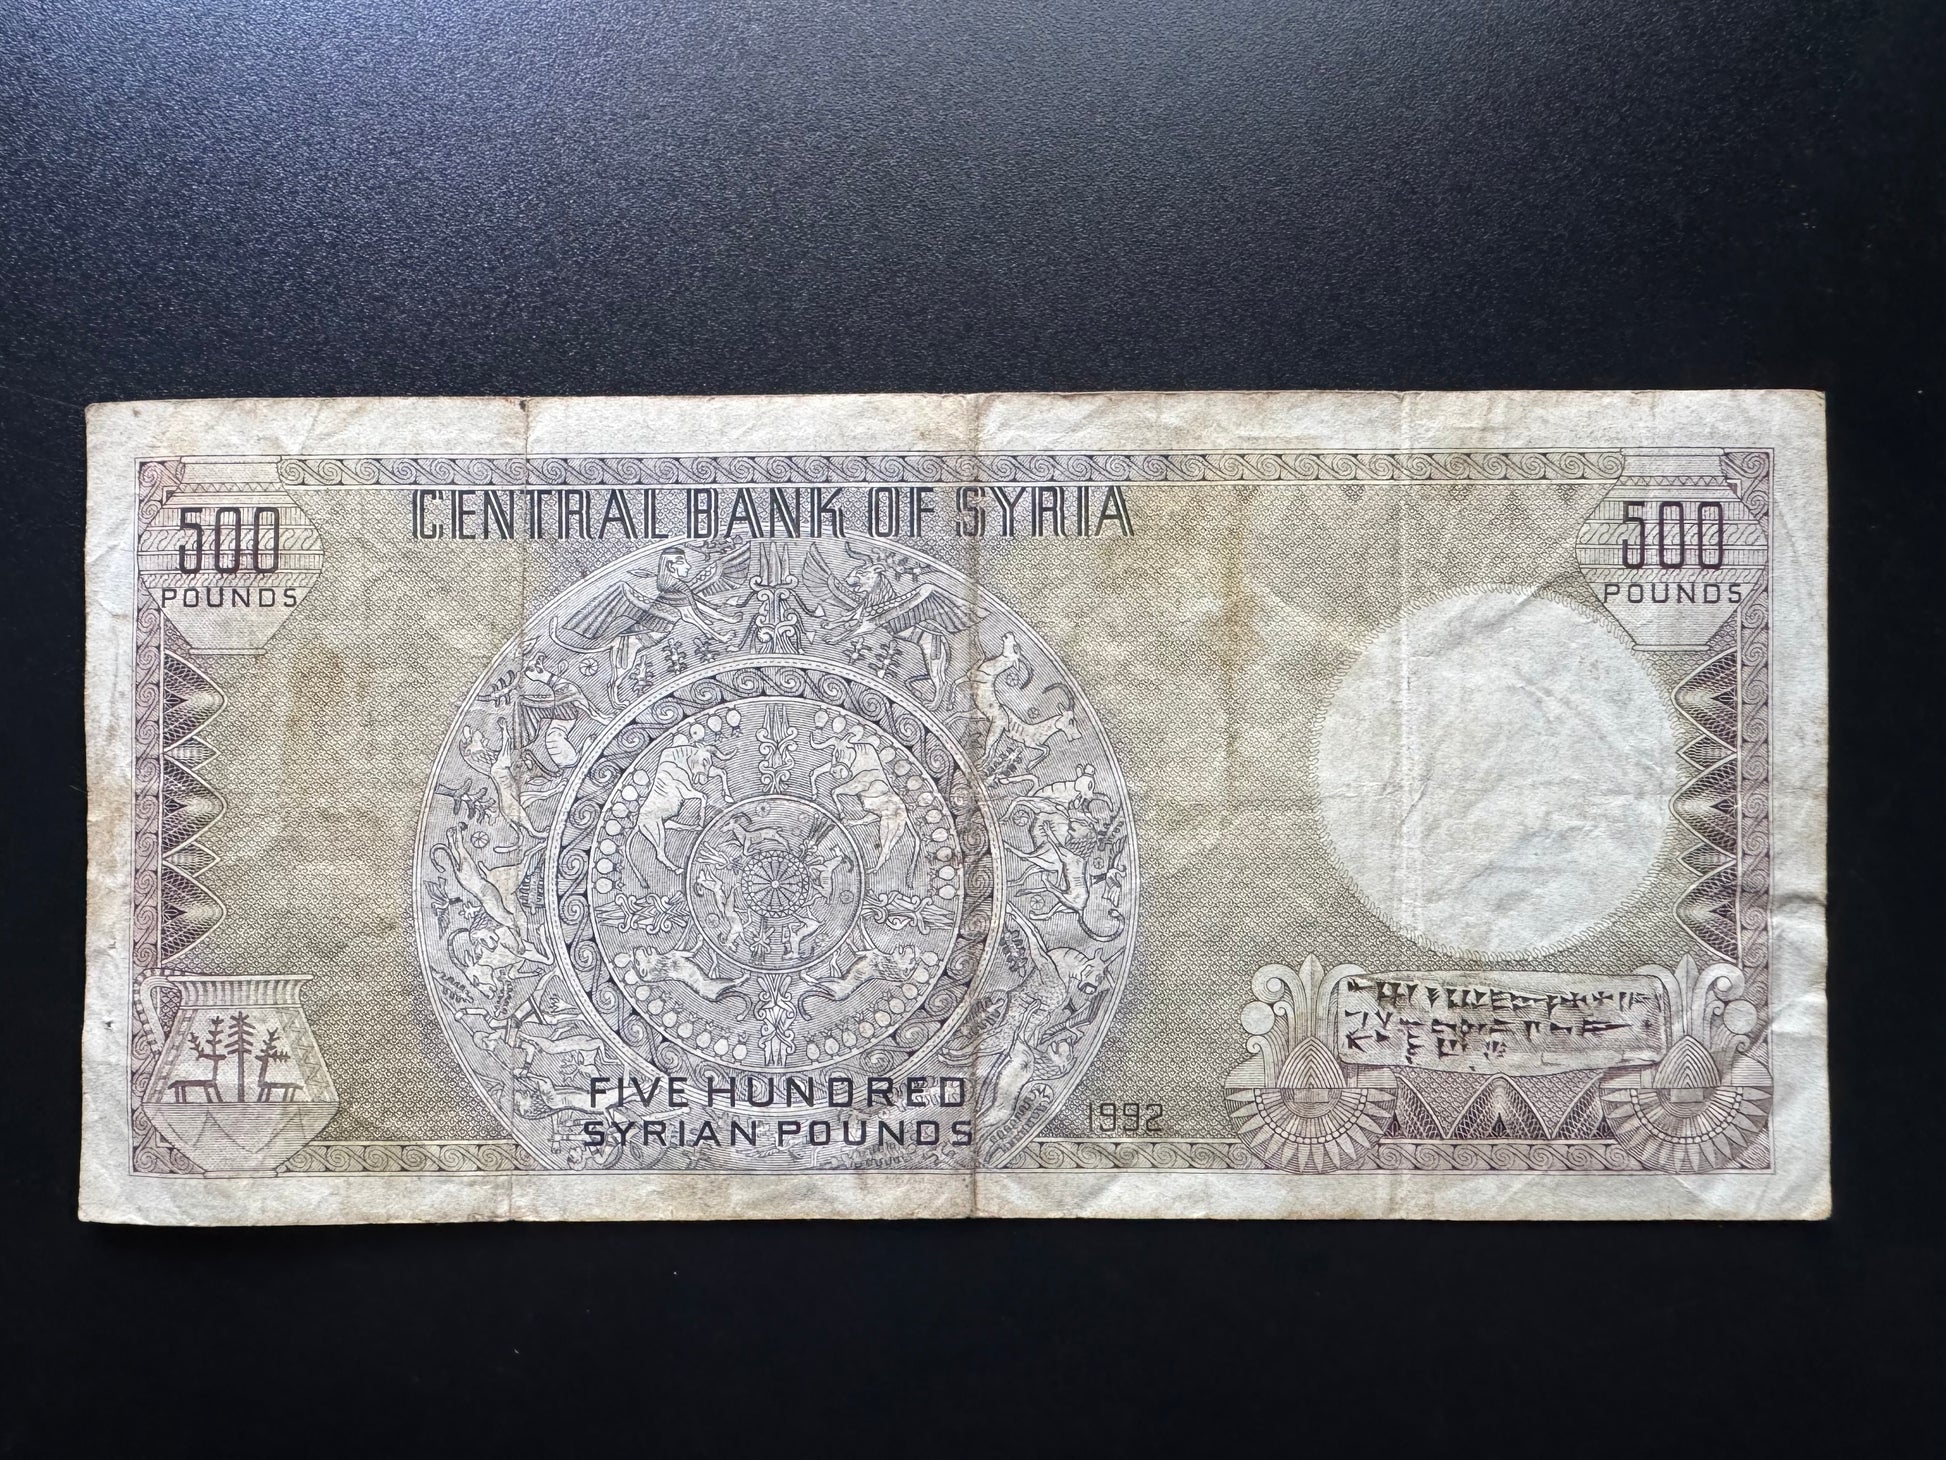 CENTRAL BANK OF SYRIA
500
POUNDS
500
POUNDS
FIVE HUNDRED
SYRIAN POUNDS
1992